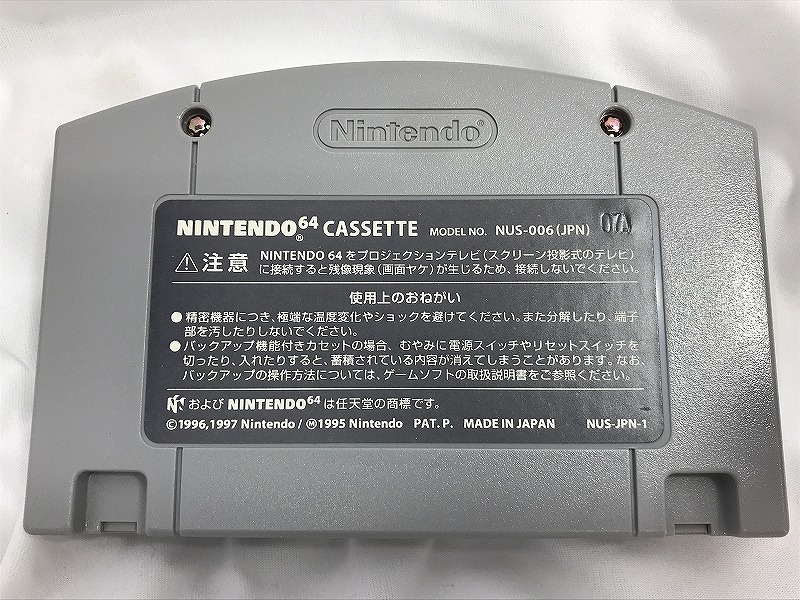 Nintendo®
NINTENDO64® CASSETTE MODEL NO. NUS-006(JPN) 07A
⚠注意 NINTENDO 64をプロジェクションテレビ(スクリーン投影式のテレビ)
に接続すると残像現象(画面ヤケ)が生じるため、接続しないでください。
使用上のおねがい
●精密機器につき、極端な温度変化やショックを避けてください。また分解したり、端子
部を汚したりしないでください。
●バックアップ機能付きカセットの場合、むやみに電源スイッチやリセットスイッチを
切ったり、入れたりすると、蓄積されている内容が消えてしまうことがあります。なお、
バックアップの操作方法については、ゲームソフトの取扱説明書をご参照ください。
および NINTENDO64 は任天堂の商標です。
©1996,1997 Nintendo / Ⓜ1995 Nintendo PAT. P. MADE IN JAPAN NUS-JPN-1